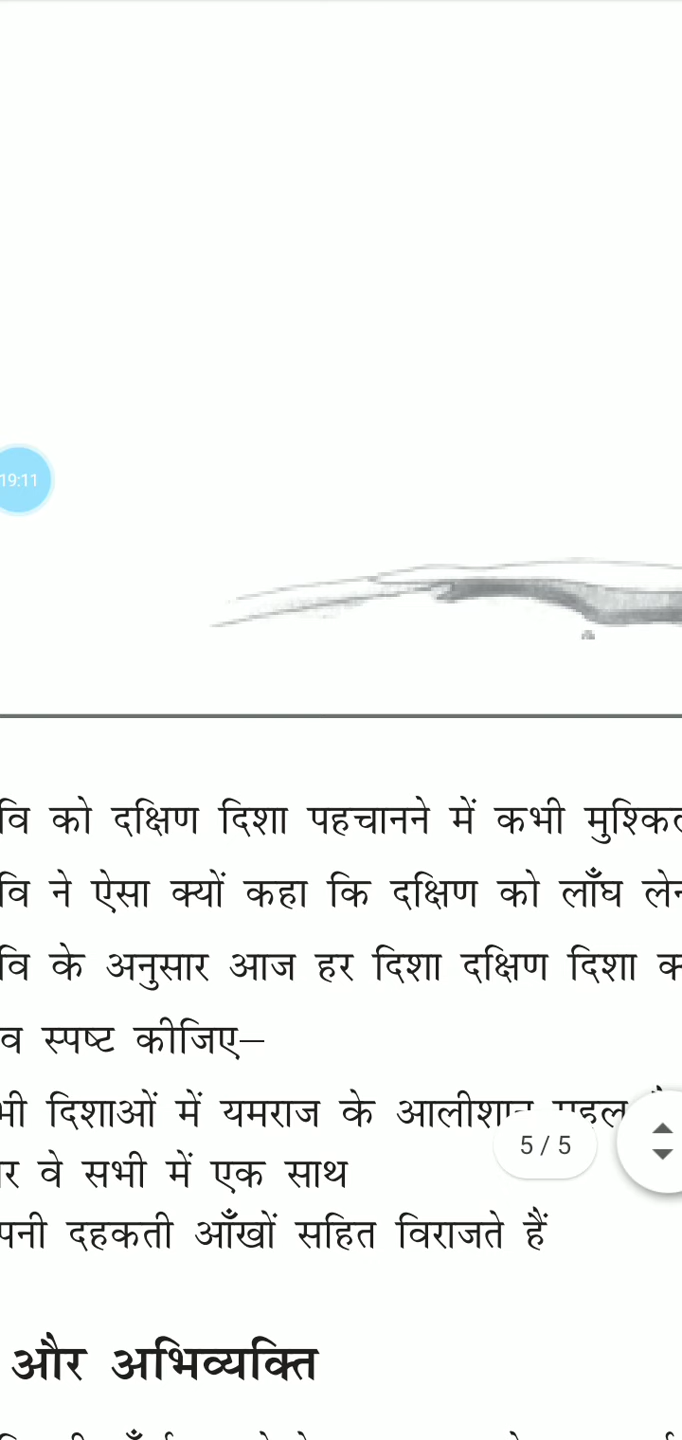 19:11
वि को दक्षिण दिशा पहचानने में कभी
वि ने ऐसा क्यों कहा कि दक्षिण को लाँघ
वि के अनुसार आज हर दिशा दक्षिण दिशा
व स्पष्ट कीजिए—
भी दिशाओं में यमराज के आलीशान महल
5 / 5
र वे सभी में एक साथ
पनी दहकती आँखों सहित विराजते हैं
और अभिव्यक्ति